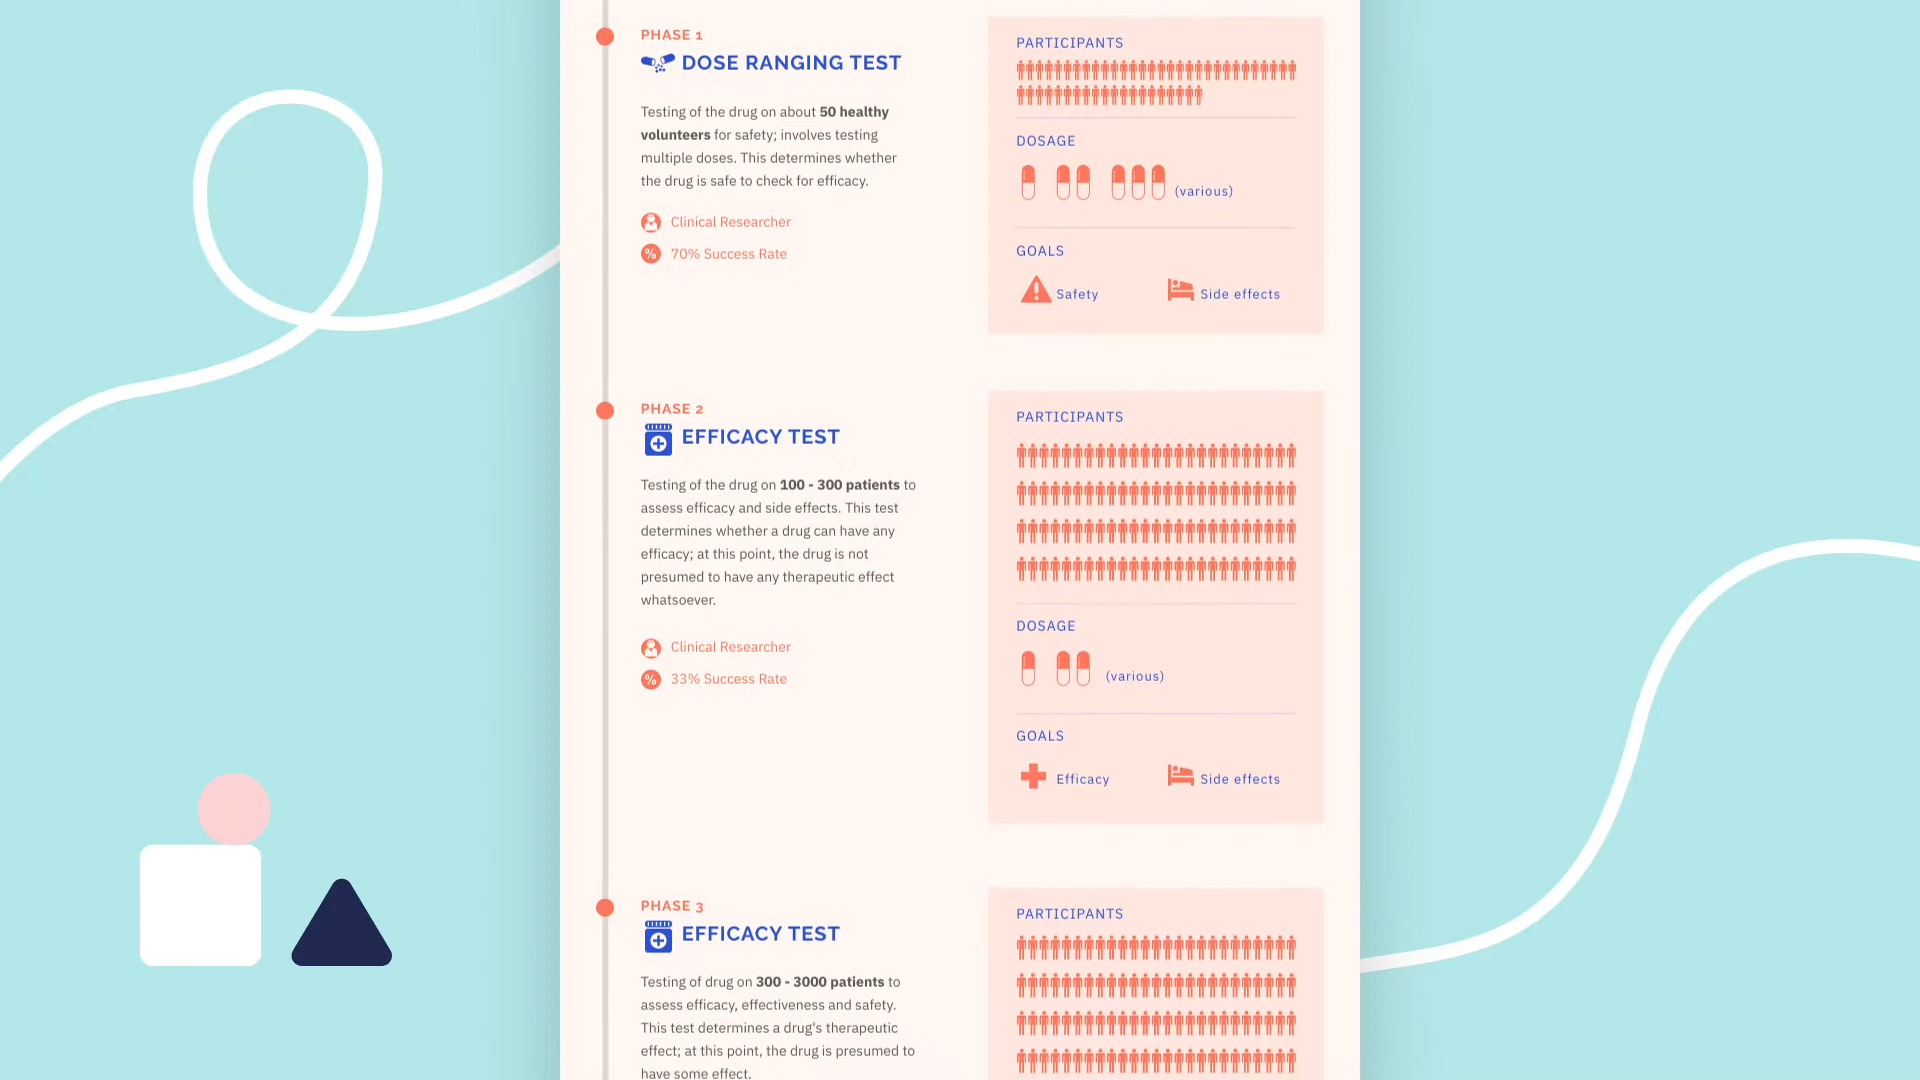 PHASE 1
DOSE RANGING TEST
Testing of the drug on about 50 healthy
volunteers for safety; involves testing
multiple doses. This determines whether
the drug is safe to check for efficacy.
Clinical Researcher
% 70% Success Rate
PARTICIPANTS
DOSAGE
(various)
GOALS
Safety
Side effects
PHASE 2
EFFICACY TEST
Testing of the drug on 100 - 300 patients to
assess efficacy and side effects. This test
determines whether a drug can have any
efficacy; at this point, the drug is not
presumed to have any therapeutic effect
whatsoever.
Clinical Researcher
% 33% Success Rate
PARTICIPANTS
DOSAGE
(various)
GOALS
Efficacy
Side effects
PHASE 3
EFFICACY TEST
Testing of drug on 300 - 3000 patients to
assess efficacy, effectiveness and safety.
This test determines a drug's therapeutic
effect; at this point, the drug is presumed to
have some effect.
PARTICIPANTS